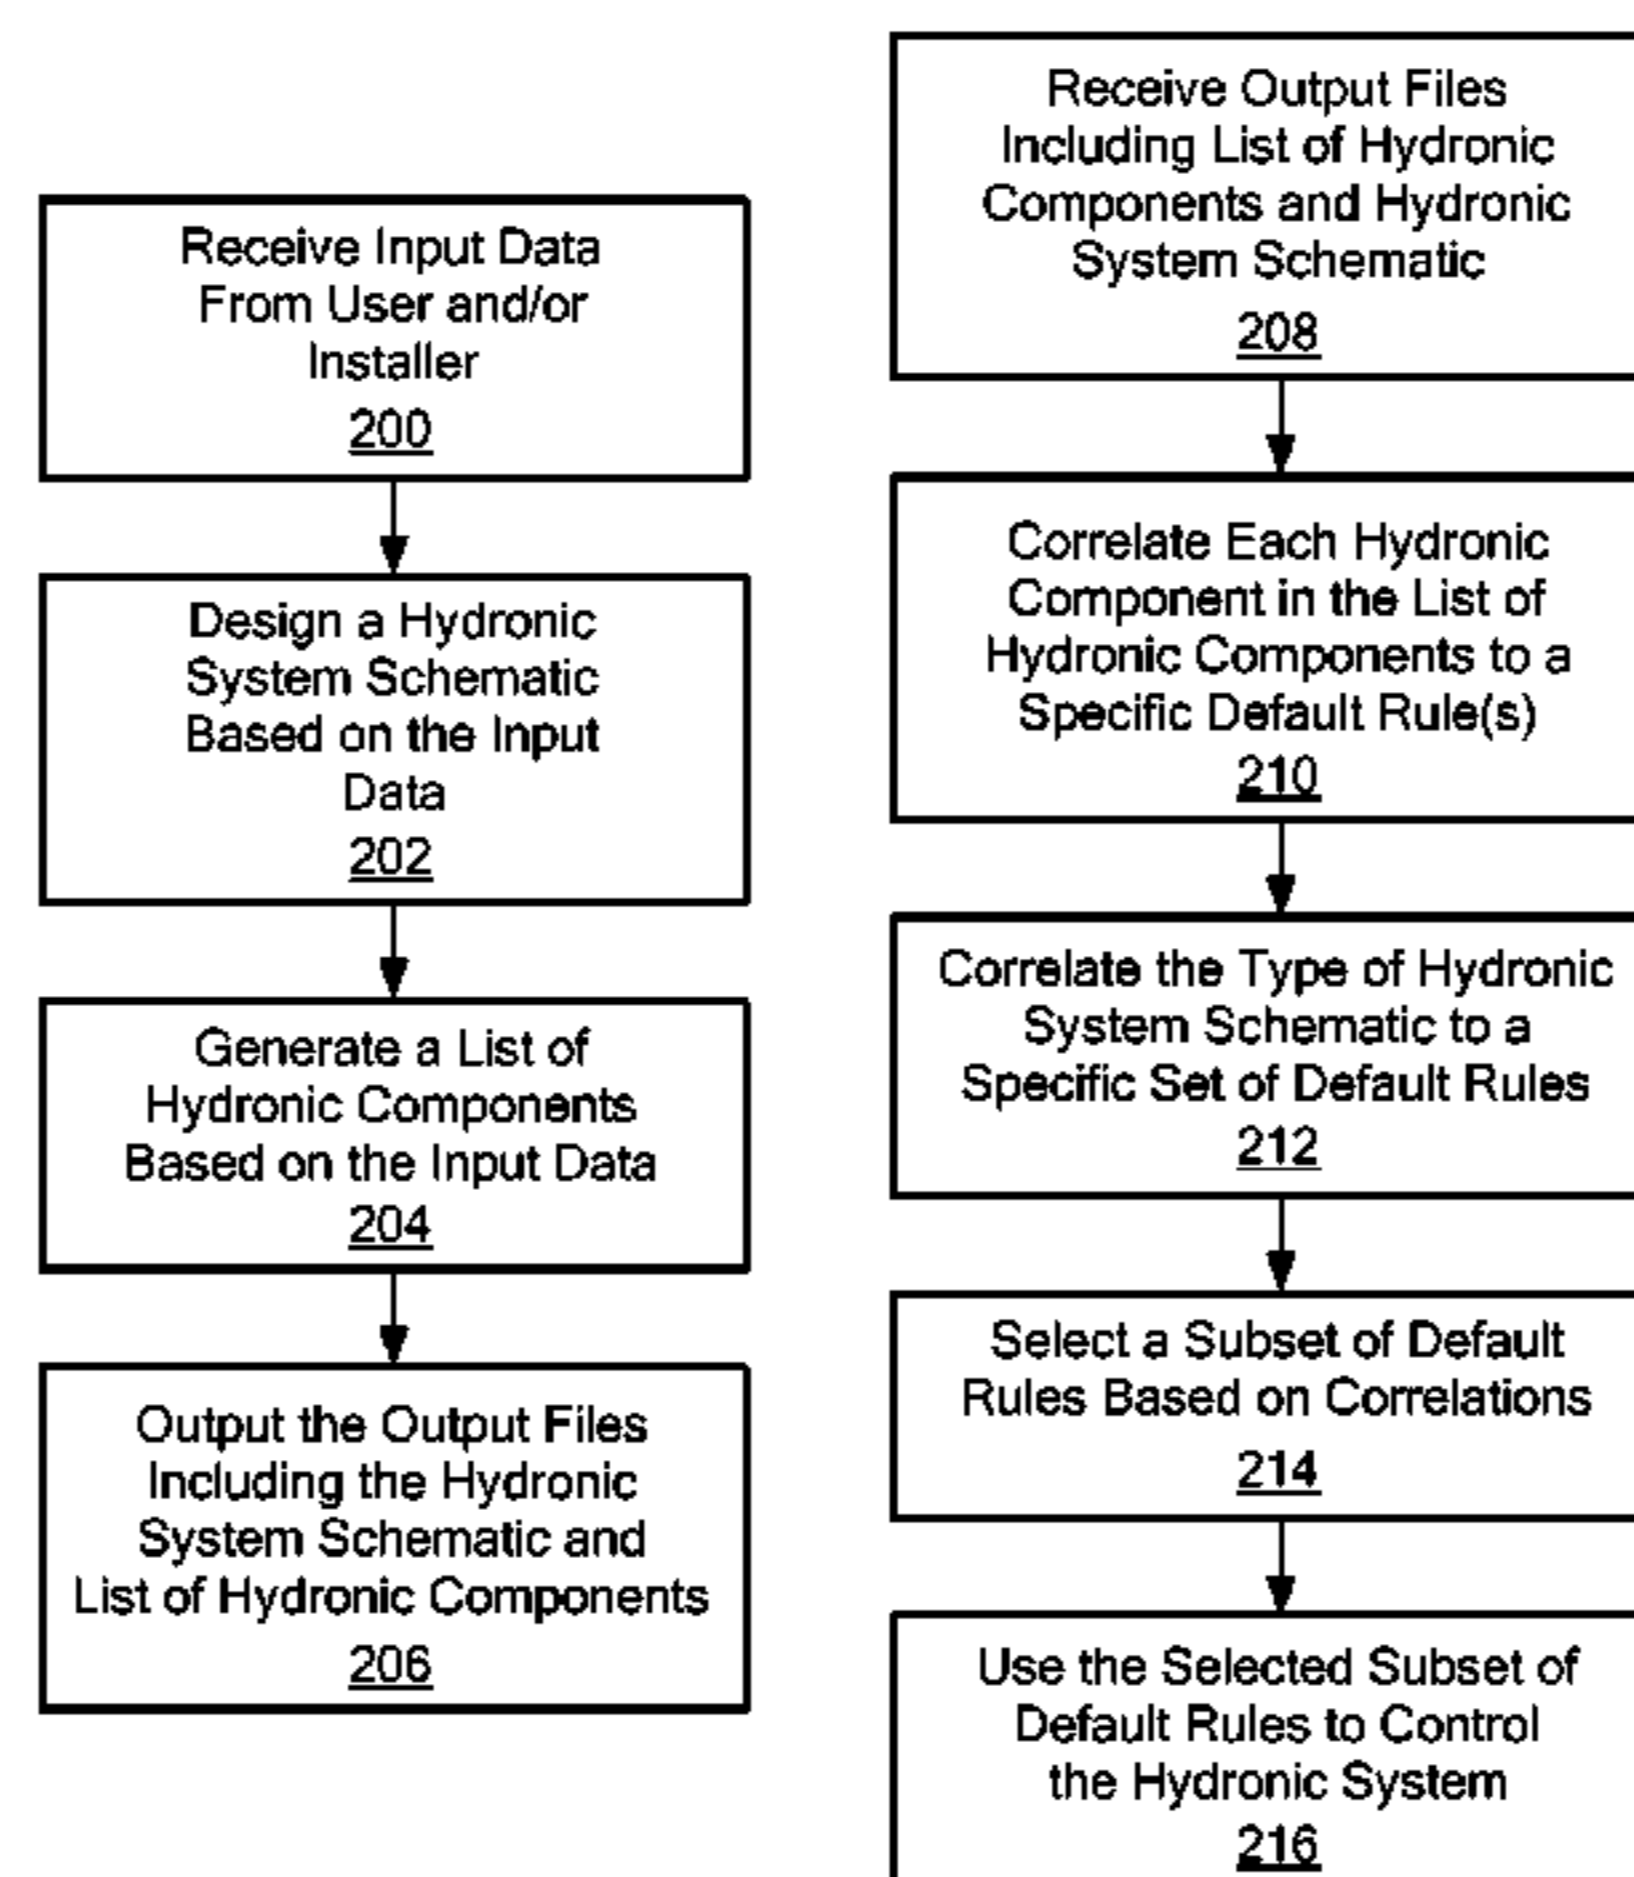 Receive Input Data
From User and/or
Installer
200
Design a Hydronic
System Schematic
Based on the Input
Data
202
Generate a List of
Hydronic Components
Based on the Input Data
204
Output the Output Files
Including the Hydronic
System Schematic and
List of Hydronic Components
206
Receive Output Files
Including List of Hydronic
Components and Hydronic
System Schematic
208
Correlate Each Hydronic
Component in the List of
Hydronic Components to a
Specific Default Rule(s)
210
Correlate the Type of Hydronic
System Schematic to a
Specific Set of Default Rules
212
Select a Subset of Default
Rules Based on Correlations
214
Use the Selected Subset of
Default Rules to Control
the Hydronic System
216